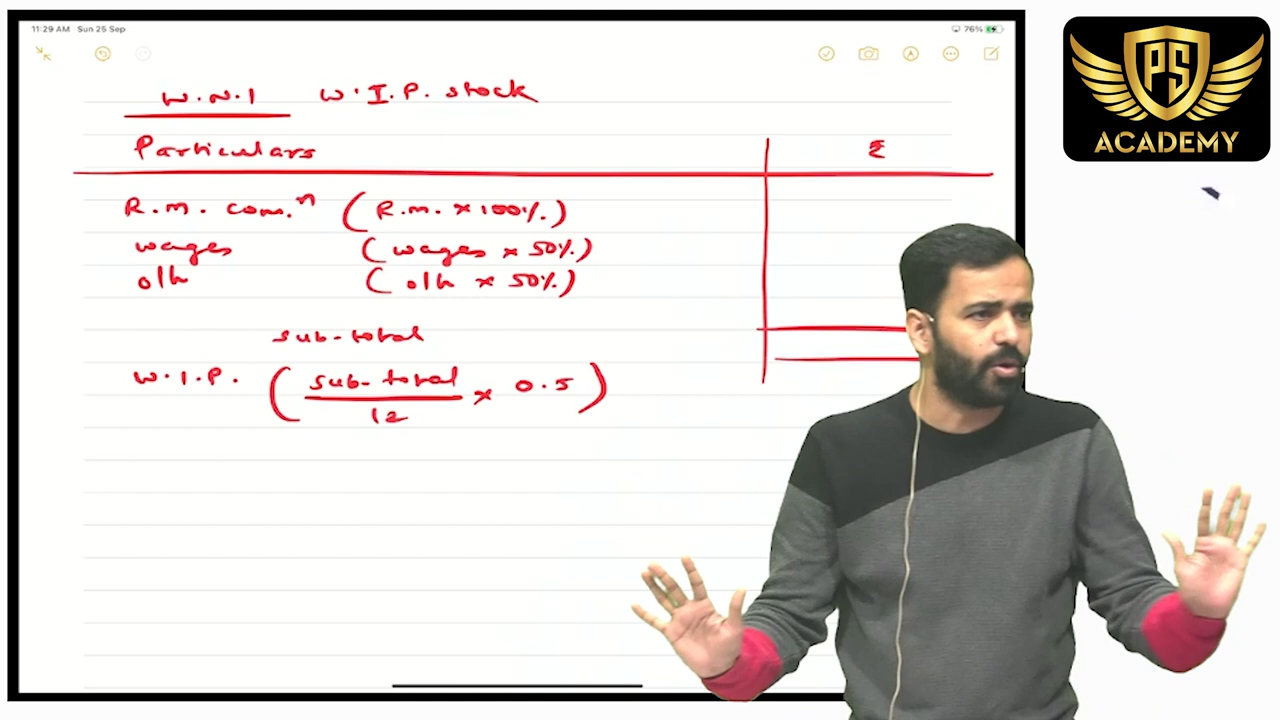 11:29 AM Sun 25 Sep
76%
W.N.1 W.I.P. stock
Particulars ₹
R.m. con.ⁿ (R.m. × 100%)
wages (wages × 50%)
o/h (o/h × 50%)
sub-total
W.I.P. (sub-total / 12 × 0.5)
PS
ACADEMY